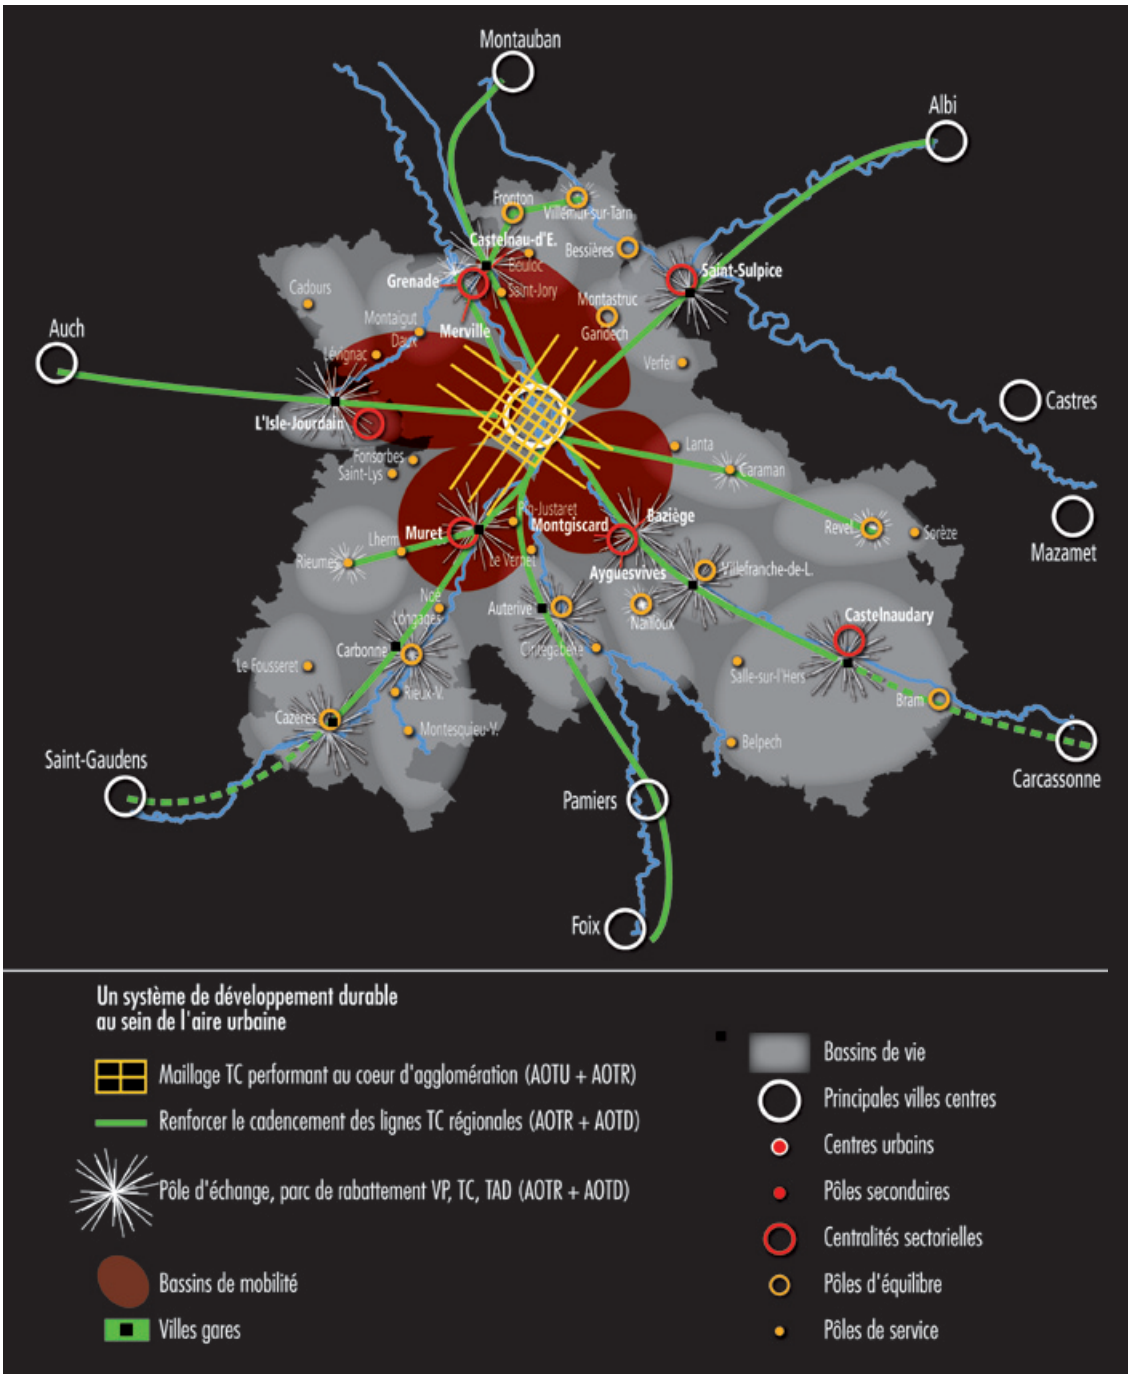 Montauban
Albi
Fronton
Villemur-sur-Tarn
Castelnau-d'E.
Bessières
Bouloc
Saint-Sulpice
Grenade
Saint-Jory
Cadours
Montastruc
Montaigut
Merville
Garidech
Auch
Daux
Lévignac
Verfeil
Castres
L'Isle-Jourdain
Lanta
Fonsorbes
Saint-Lys
Caraman
Pin-Justaret
Baziège
Muret
Montgiscard
Revel
Sorèze
Lherm
Mazamet
Rieumes
Le Vernet
Ayguesvives
Villefranche-de-L.
Noé
Auterive
Longages
Nailloux
Castelnaudary
Carbonne
Cintegabelle
Le Fousseret
Salle-sur-l'Hers
Rieux-V.
Bram
Cazères
Montesquieu-V.
Belpech
Saint-Gaudens
Carcassonne
Pamiers
Foix
Un système de développement durable
au sein de l'aire urbaine
Maillage TC performant au coeur d'agglomération (AOTU + AOTR)
Renforcer le cadencement des lignes TC régionales (AOTR + AOTD)
Pôle d'échange, parc de rabattement VP, TC, TAD (AOTR + AOTD)
Bassins de mobilité
Villes gares
Bassins de vie
Principales villes centres
Centres urbains
Pôles secondaires
Centralités sectorielles
Pôles d'équilibre
Pôles de service